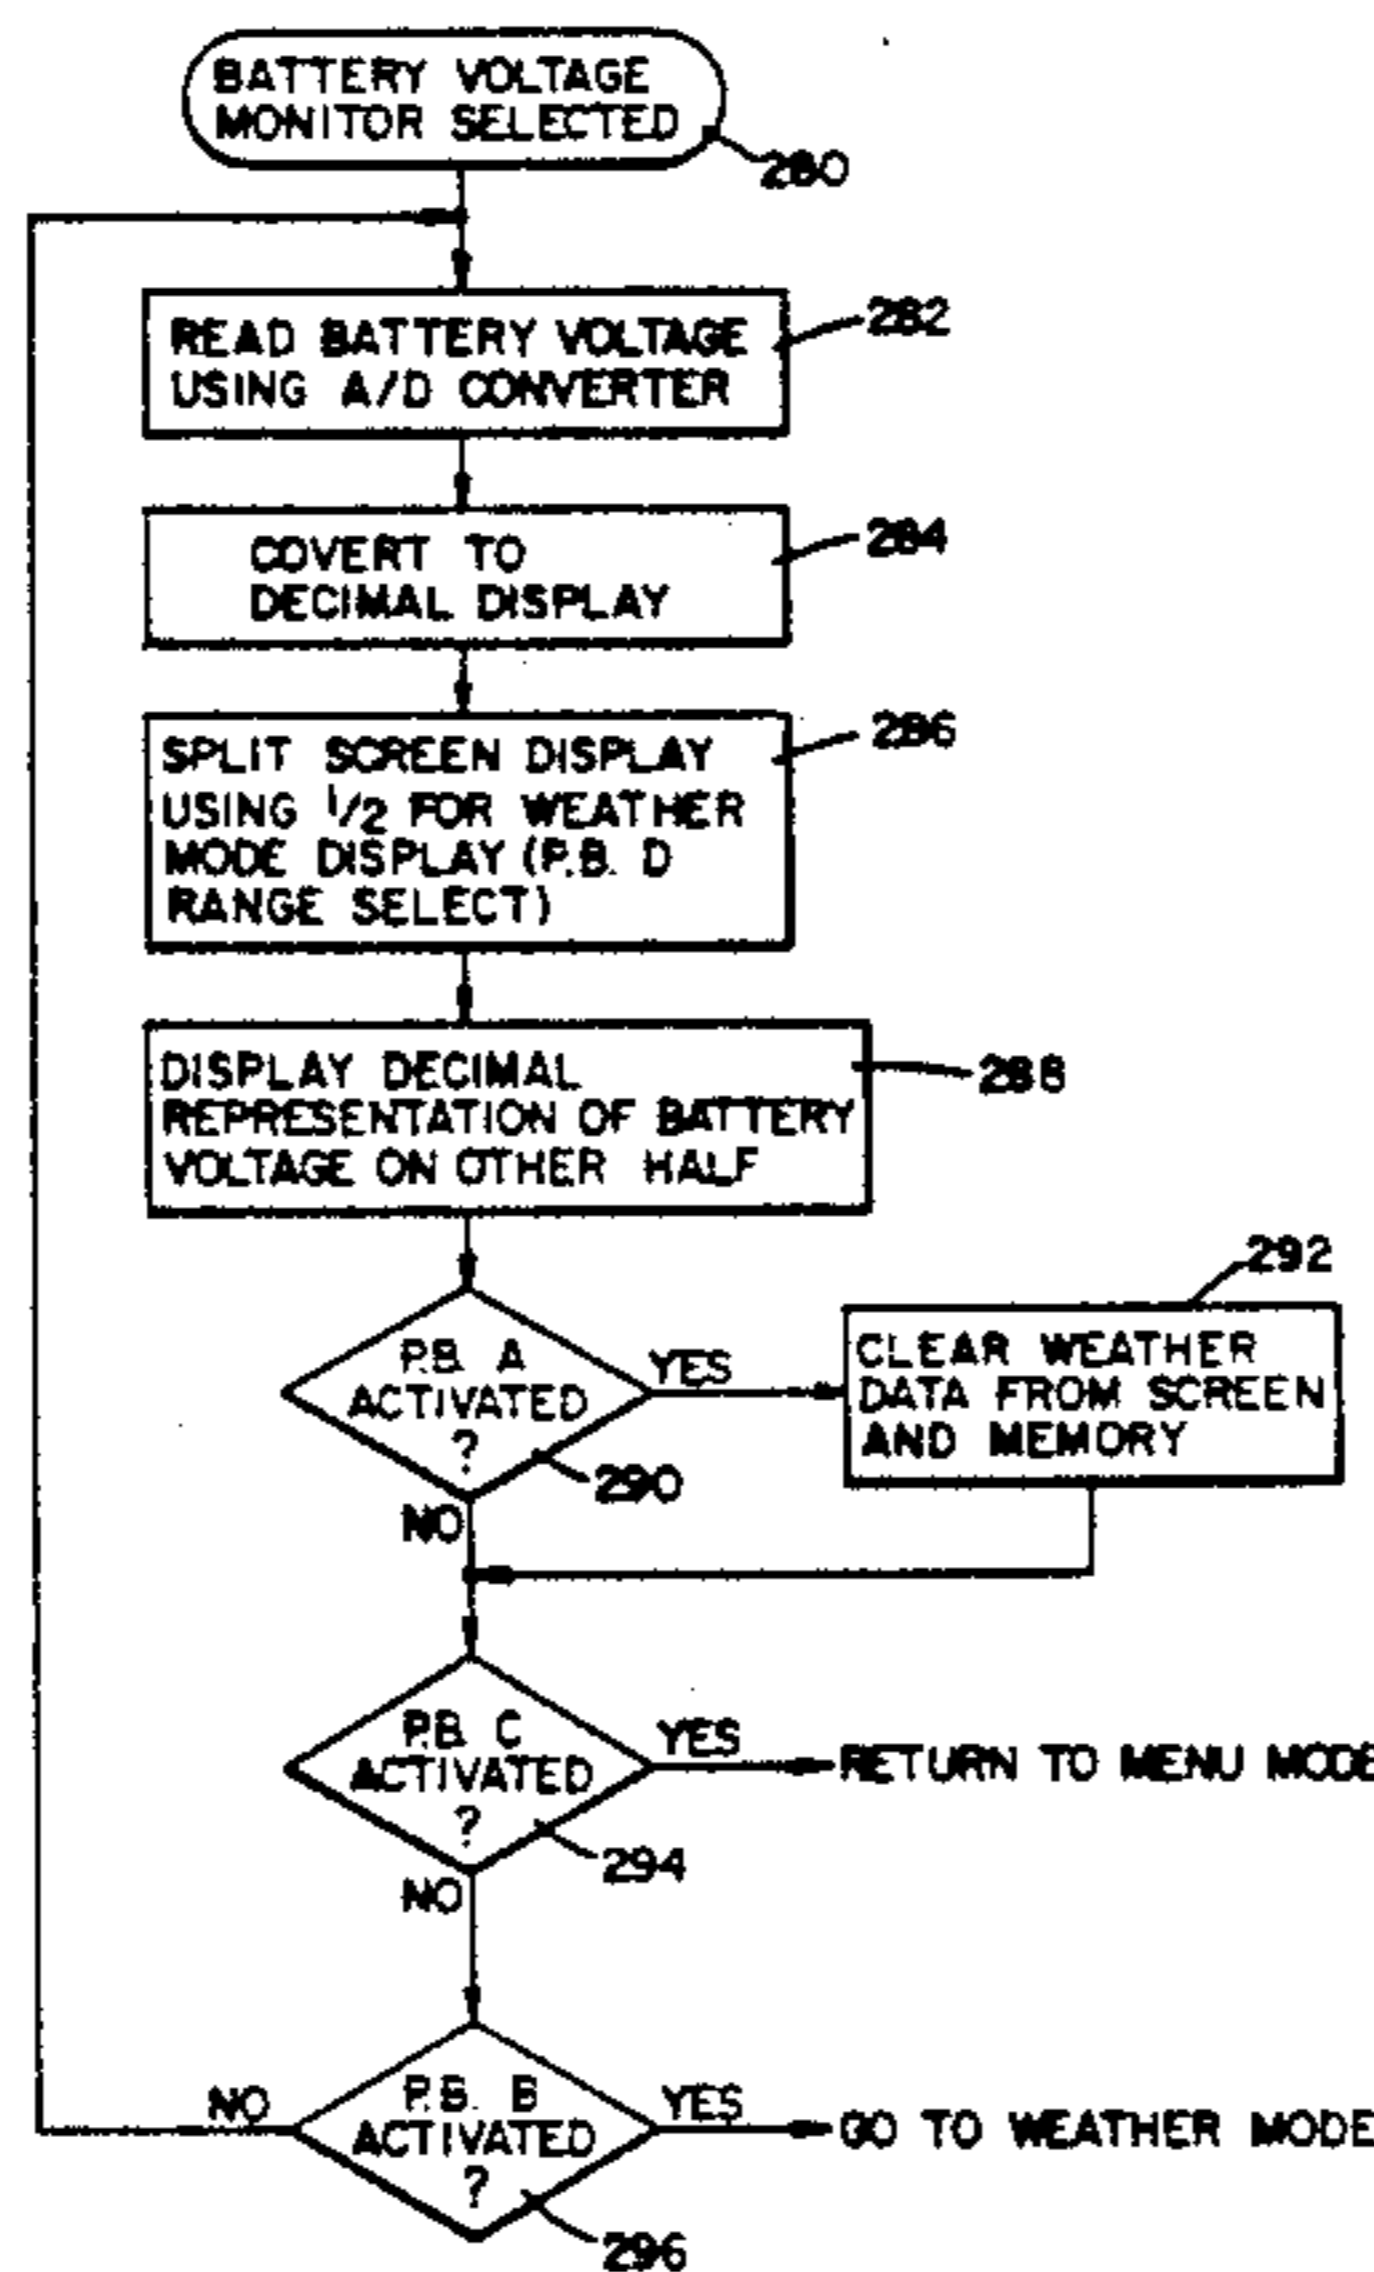 BATTERY VOLTAGE
MONITOR SELECTED
280
READ BATTERY VOLTAGE
USING A/D CONVERTER
282
COVERT TO
DECIMAL DISPLAY
284
SPLIT SCREEN DISPLAY
USING 1/2 FOR WEATHER
MODE DISPLAY (P.B. D
RANGE SELECT)
286
DISPLAY DECIMAL
REPRESENTATION OF BATTERY
VOLTAGE ON OTHER HALF
288
P.B. A
ACTIVATED
?
YES
290
NO
292
CLEAR WEATHER
DATA FROM SCREEN
AND MEMORY
P.B. C
ACTIVATED
?
YES
RETURN TO MENU MODE
294
NO
P.B. B
ACTIVATED
?
NO
YES
GO TO WEATHER MODE
296